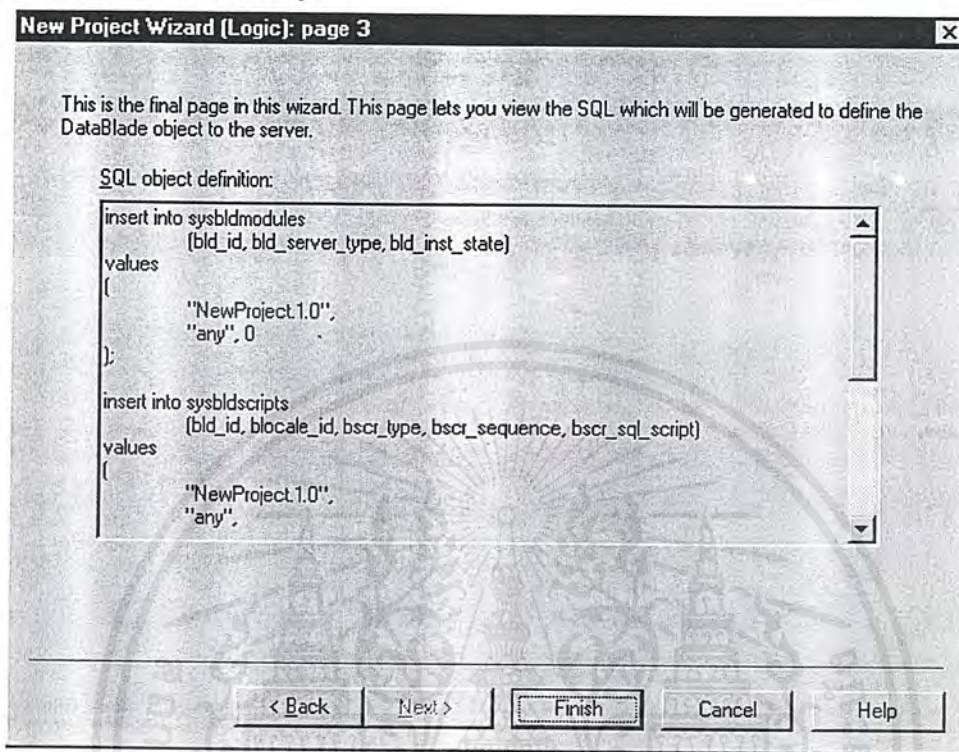 New Project Wizard (Logic): page 3
This is the final page in this wizard. This page lets you view the SQL which will be generated to define the
DataBlade object to the server.
SQL object definition:
insert into sysbldmodules
(bld_id, bld_server_type, bld_inst_state)
values
(
"NewProject.1.0",
"any", 0
);
insert into sysbldscripts
(bld_id, blocale_id, bscr_type, bscr_sequence, bscr_sql_script)
values
(
"NewProject.1.0",
"any",
< Back
Next >
Finish
Cancel
Help